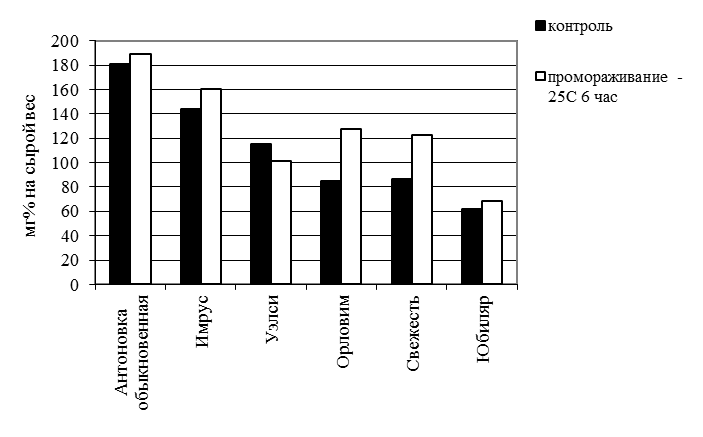 контроль
промораживание -
25С 6 час
мг% на сырой вес
200
180
160
140
120
100
80
60
40
20
0
Антоновка
обыкновенная
Имрус
Уэлси
Орловим
Свежесть
Юбиляр